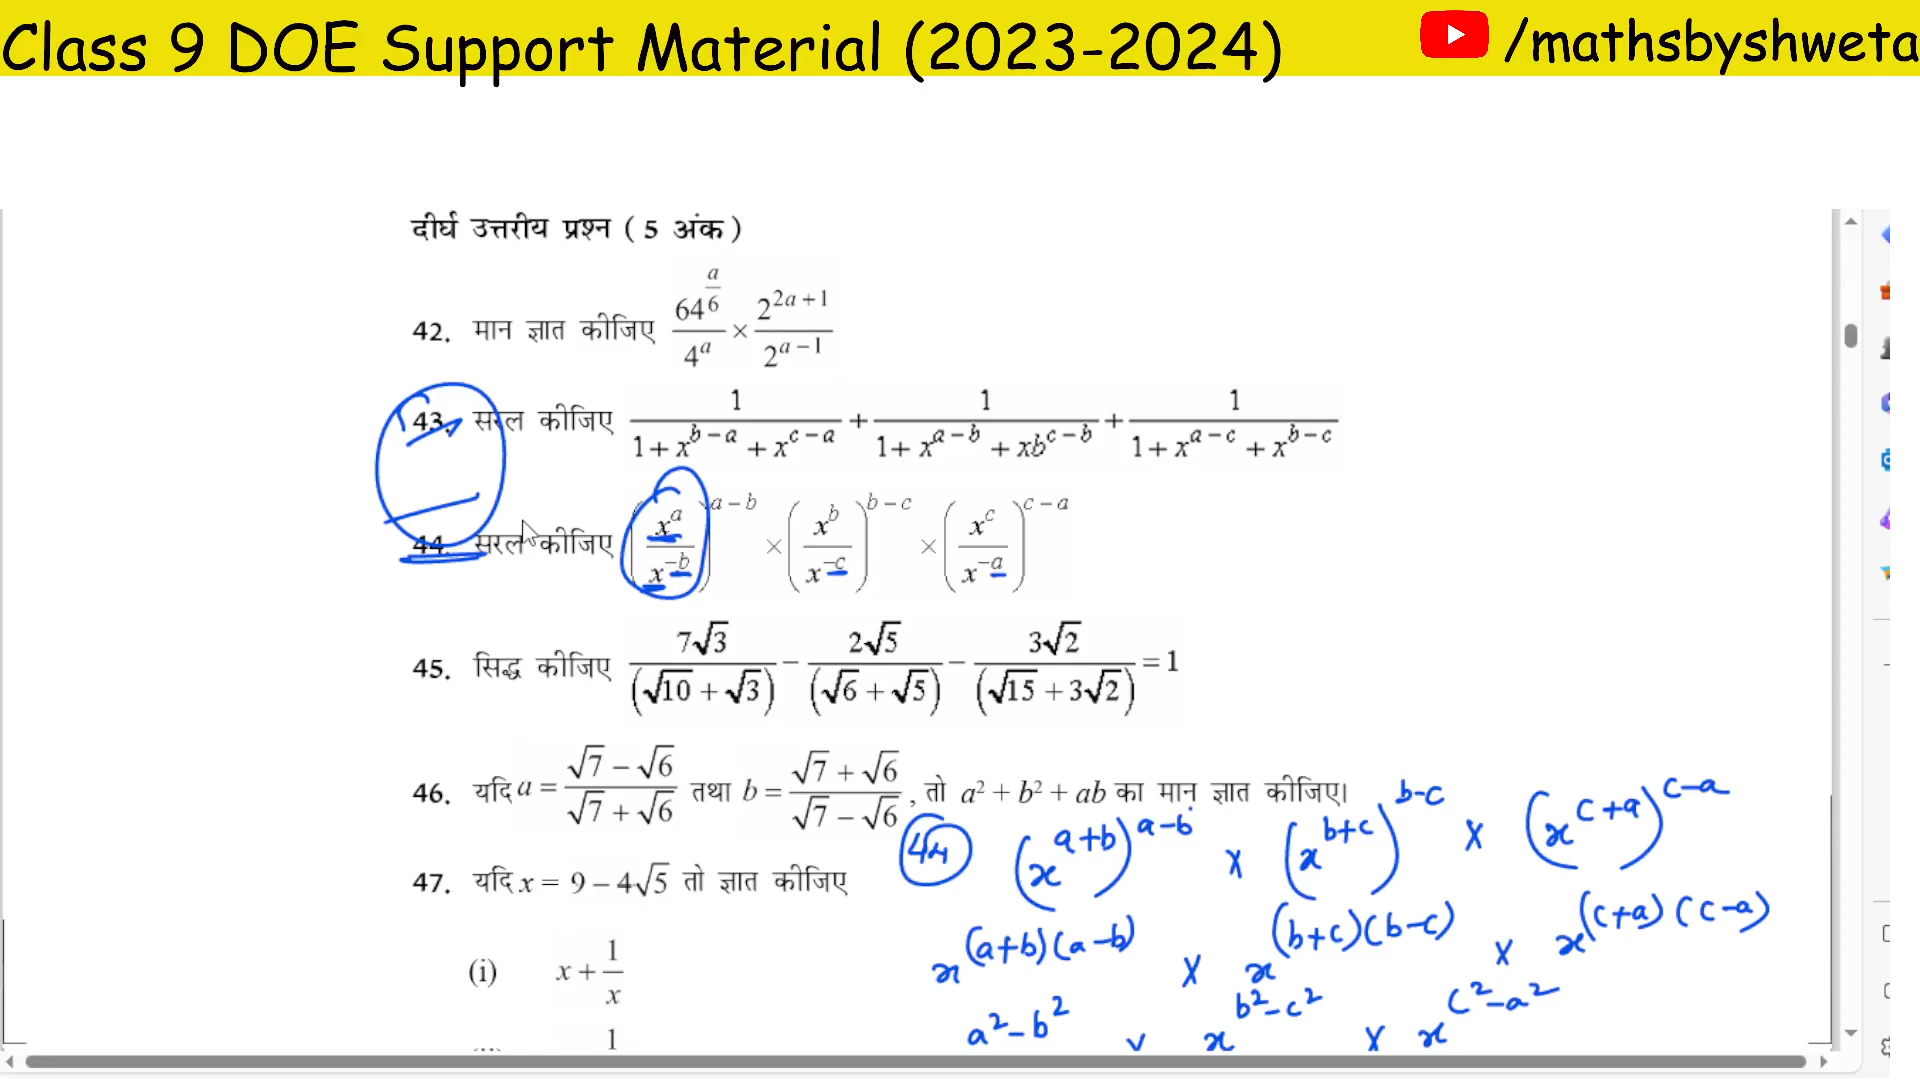 Class 9 DOE Support Material (2023-2024)
/mathsbyshweta
दीर्घ उत्तरीय प्रश्न ( 5 अंक )
42. मान ज्ञात कीजिए 64^(a/6)/4^a × 2^(2a+1)/2^(a-1)
43. सरल कीजिए 1/(1+x^(b-a)+x^(c-a)) + 1/(1+x^(a-b)+xb^(c-b)) + 1/(1+x^(a-c)+x^(b-c))
44. सरल कीजिए (x^a/x^(-b))^(a-b) × (x^b/x^(-c))^(b-c) × (x^c/x^(-a))^(c-a)
45. सिद्ध कीजिए 7√3/(√10+√3) − 2√5/(√6+√5) − 3√2/(√15+3√2) = 1
46. यदि a = (√7−√6)/(√7+√6) तथा b = (√7+√6)/(√7−√6), तो a² + b² + ab का मान ज्ञात कीजिए।
44 (x^(a+b))^(a-b) × (x^(b+c))^(b-c) × (x^(c+a))^(c-a)
47. यदि x = 9 − 4√5 तो ज्ञात कीजिए
x^((a+b)(a-b)) × x^((b+c)(b-c)) × x^((c+a)(c-a))
(i) x + 1/x
a²-b² × x^(b²-c²) × x^(c²-a²)
1